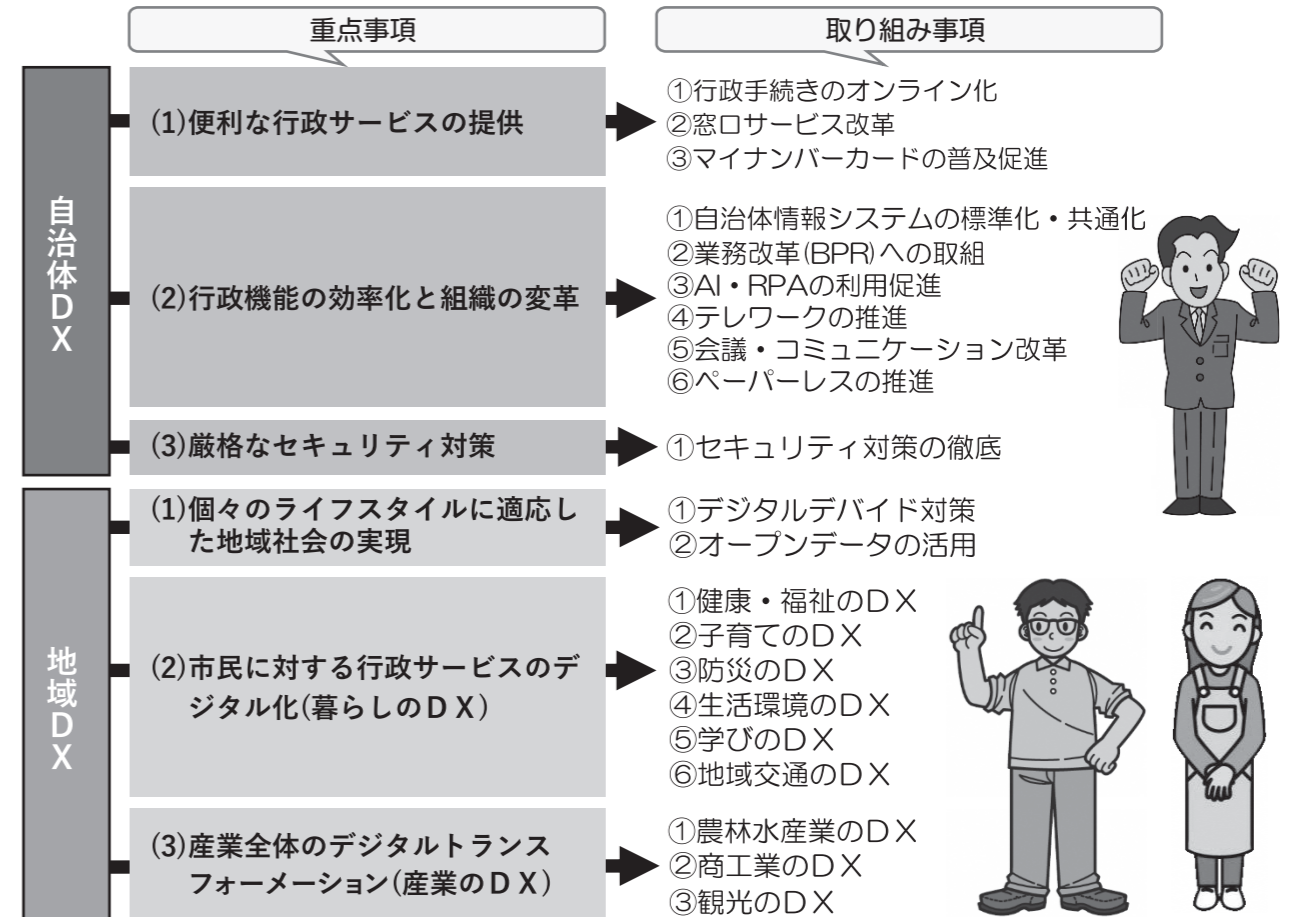 重点事項
取り組み事項
自治体DX
(1)便利な行政サービスの提供
①行政手続きのオンライン化
②窓口サービス改革
③マイナンバーカードの普及促進
(2)行政機能の効率化と組織の変革
①自治体情報システムの標準化・共通化
②業務改革(BPR)への取組
③AI・RPAの利用促進
④テレワークの推進
⑤会議・コミュニケーション改革
⑥ペーパーレスの推進
(3)厳格なセキュリティ対策
①セキュリティ対策の徹底
地域DX
(1)個々のライフスタイルに適応し
た地域社会の実現
①デジタルデバイド対策
②オープンデータの活用
(2)市民に対する行政サービスのデ
ジタル化(暮らしのDX)
①健康・福祉のDX
②子育てのDX
③防災のDX
④生活環境のDX
⑤学びのDX
⑥地域交通のDX
(3)産業全体のデジタルトランス
フォーメーション(産業のDX)
①農林水産業のDX
②商工業のDX
③観光のDX